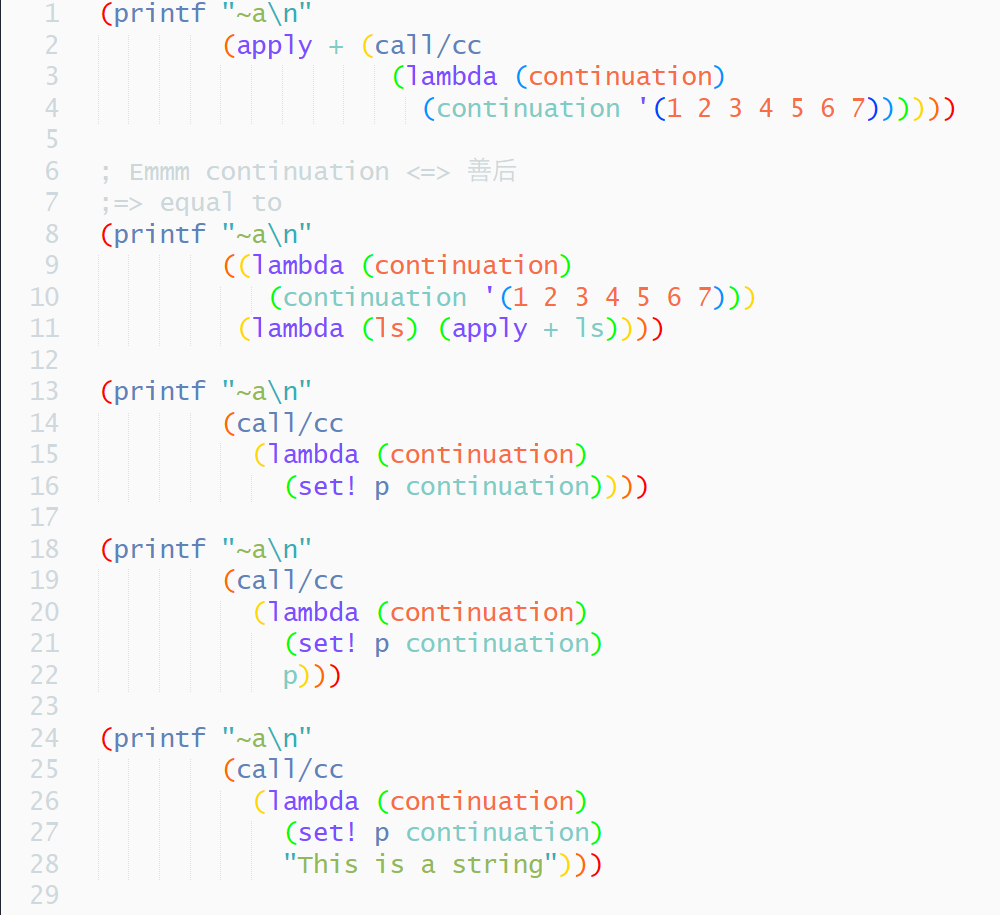 1 (printf "~a\n"
2 (apply + (call/cc
3 (lambda (continuation)
4 (continuation '(1 2 3 4 5 6 7))))))
5
6 ; Emmm continuation <=> 善后
7 ;=> equal to
8 (printf "~a\n"
9 ((lambda (continuation)
10 (continuation '(1 2 3 4 5 6 7)))
11 (lambda (ls) (apply + ls))))
12
13 (printf "~a\n"
14 (call/cc
15 (lambda (continuation)
16 (set! p continuation))))
17
18 (printf "~a\n"
19 (call/cc
20 (lambda (continuation)
21 (set! p continuation)
22 p)))
23
24 (printf "~a\n"
25 (call/cc
26 (lambda (continuation)
27 (set! p continuation)
28 "This is a string")))
29